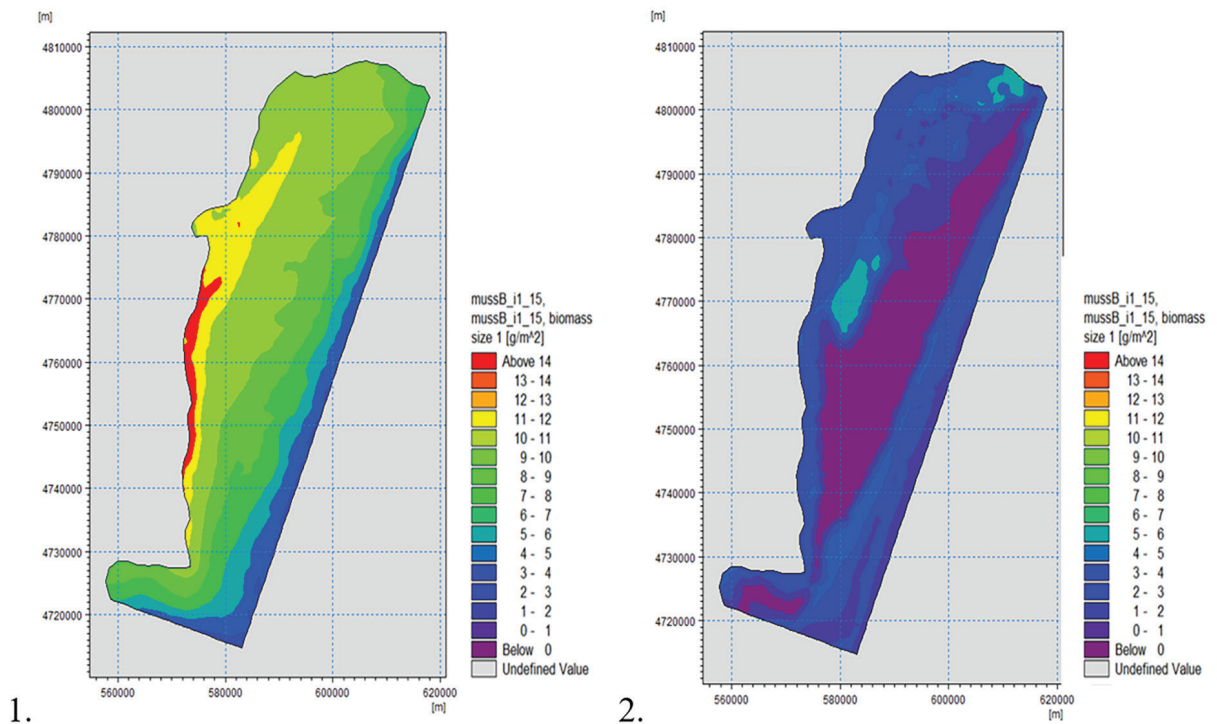 [m]
4810000
4800000
4790000
4780000
4770000
4760000
4750000
4740000
4730000
4720000
560000
580000
600000
620000
[m]
mussB_i1_15,
mussB_i1_15, biomass
size 1 [g/m^2]
Above 14
13 - 14
12 - 13
11 - 12
10 - 11
9 - 10
8 - 9
7 - 8
6 - 7
5 - 6
4 - 5
3 - 4
2 - 3
1 - 2
0 - 1
Below 0
Undefined Value
1.
[m]
4810000
4800000
4790000
4780000
4770000
4760000
4750000
4740000
4730000
4720000
560000
580000
600000
620000
[m]
mussB_i1_15,
mussB_i1_15, biomass
size 1 [g/m^2]
Above 14
13 - 14
12 - 13
11 - 12
10 - 11
9 - 10
8 - 9
7 - 8
6 - 7
5 - 6
4 - 5
3 - 4
2 - 3
1 - 2
0 - 1
Below 0
Undefined Value
2.